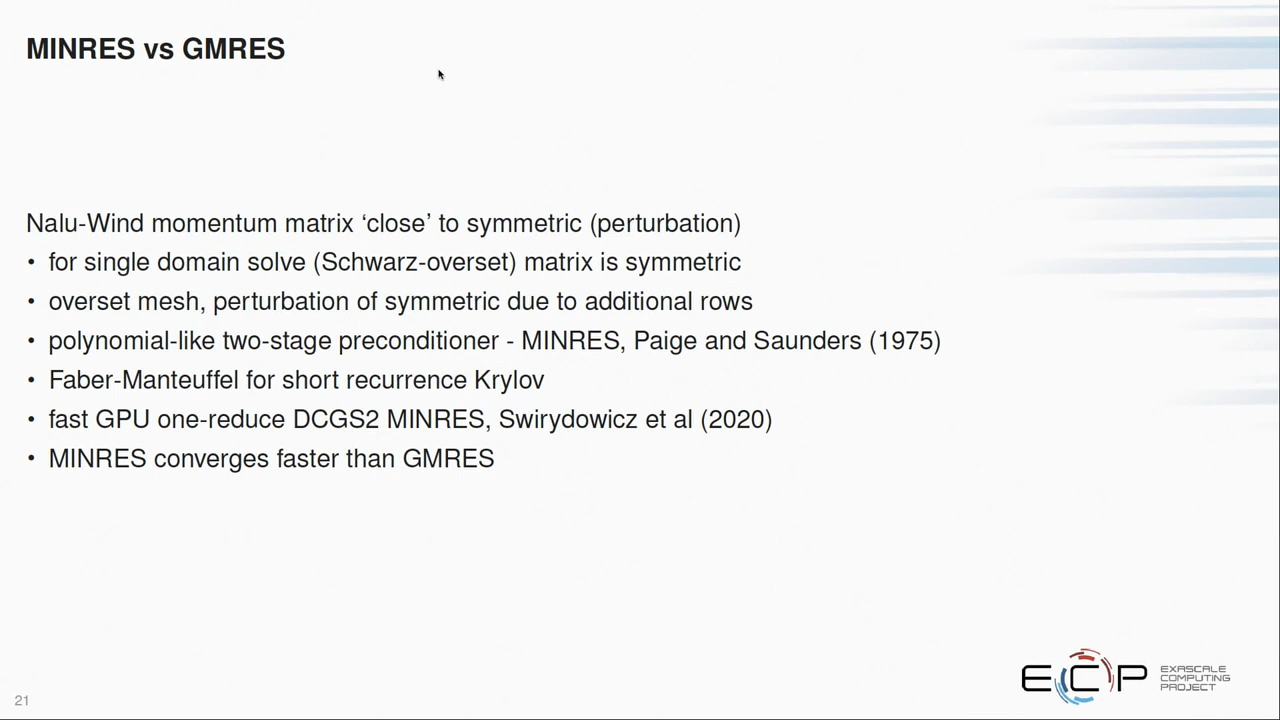 MINRES vs GMRES
Nalu-Wind momentum matrix ‘close’ to symmetric (perturbation)
• for single domain solve (Schwarz-overset) matrix is symmetric
• overset mesh, perturbation of symmetric due to additional rows
• polynomial-like two-stage preconditioner - MINRES, Paige and Saunders (1975)
• Faber-Manteuffel for short recurrence Krylov
• fast GPU one-reduce DCGS2 MINRES, Swirydowicz et al (2020)
• MINRES converges faster than GMRES
21
ECP
EXASCALE
COMPUTING
PROJECT